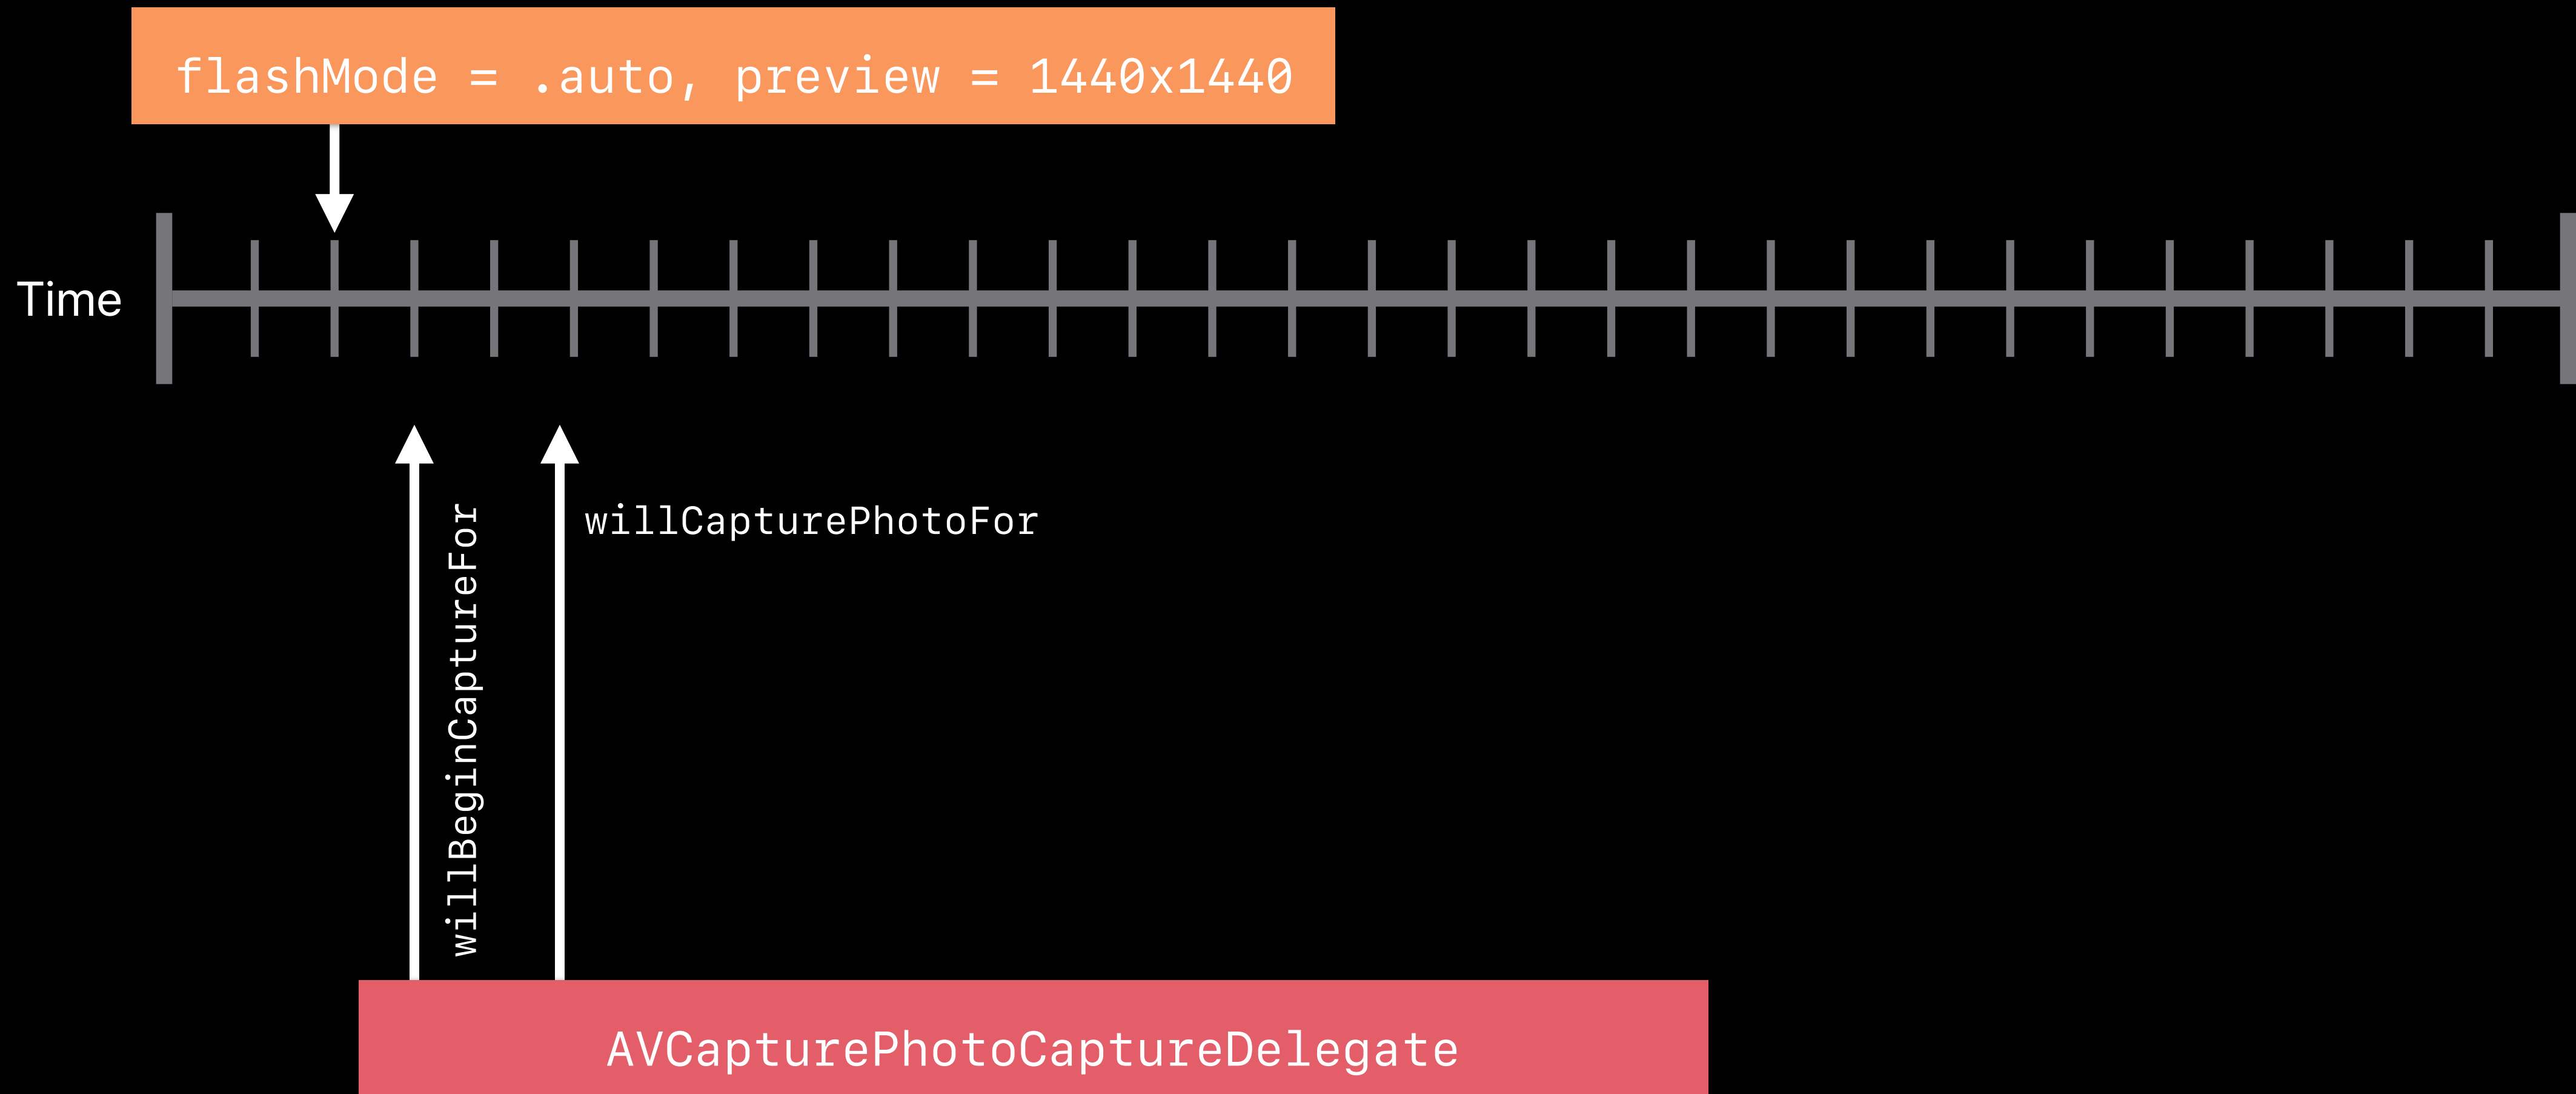 flashMode = .auto, preview = 1440x1440
Time
willBeginCaptureFor
willCapturePhotoFor
AVCapturePhotoCaptureDelegate